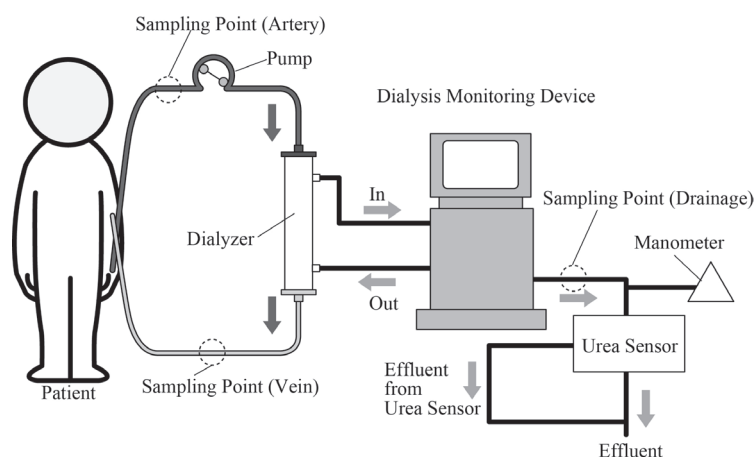 Sampling Point (Artery)
Pump
Dialysis Monitoring Device
In
Sampling Point (Drainage)
Manometer
Dialyzer
Out
Urea Sensor
Effluent
from
Urea Sensor
Sampling Point (Vein)
Patient
Effluent